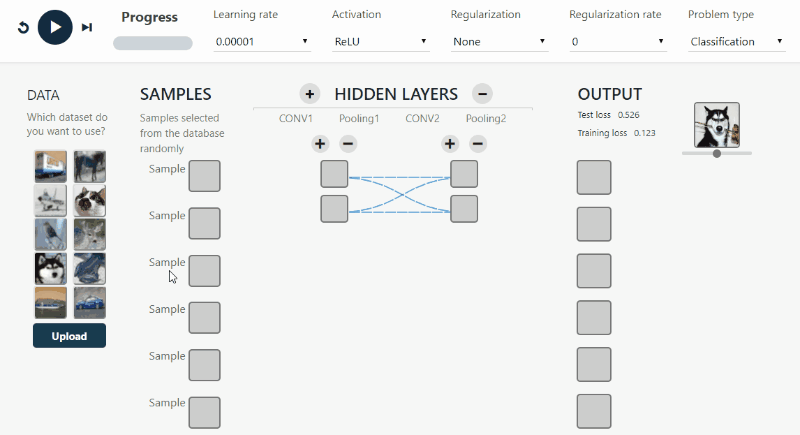 Progress
Learning rate
Activation
Regularization
Regularization rate
Problem type
0.00001
ReLU
None
0
Classification
DATA
SAMPLES
+ HIDDEN LAYERS −
OUTPUT
Which dataset do
you want to use?
Samples selected
from the database
randomly
CONV1
Pooling1
CONV2
Pooling2
+ −
+ −
Test loss 0.526
Training loss 0.123
Sample
Sample
Sample
Sample
Sample
Sample
Upload